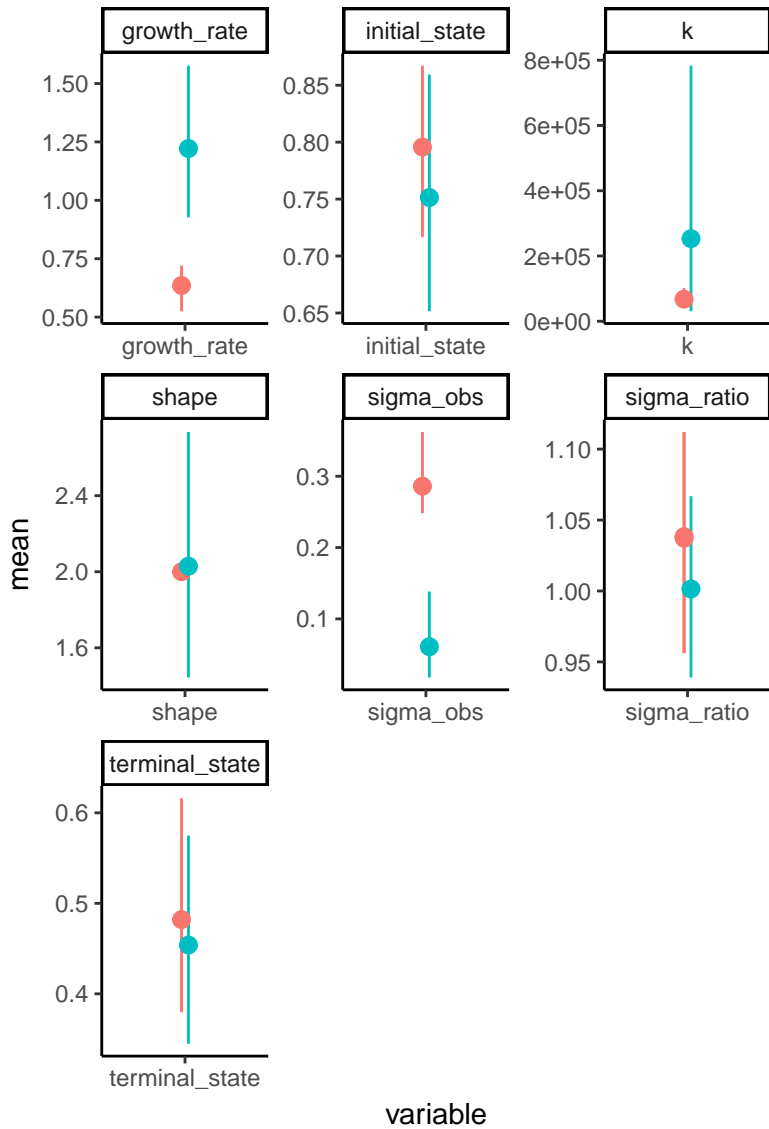 growth_rate
initial_state
k
1.50
1.25
1.00
0.75
0.50
growth_rate
0.85
0.80
0.75
0.70
0.65
initial_state
8e+05
6e+05
4e+05
2e+05
0e+00
k
shape
sigma_obs
sigma_ratio
2.4
2.0
1.6
shape
0.3
0.2
0.1
sigma_obs
1.10
1.05
1.00
0.95
sigma_ratio
mean
terminal_state
0.6
0.5
0.4
terminal_state
variable